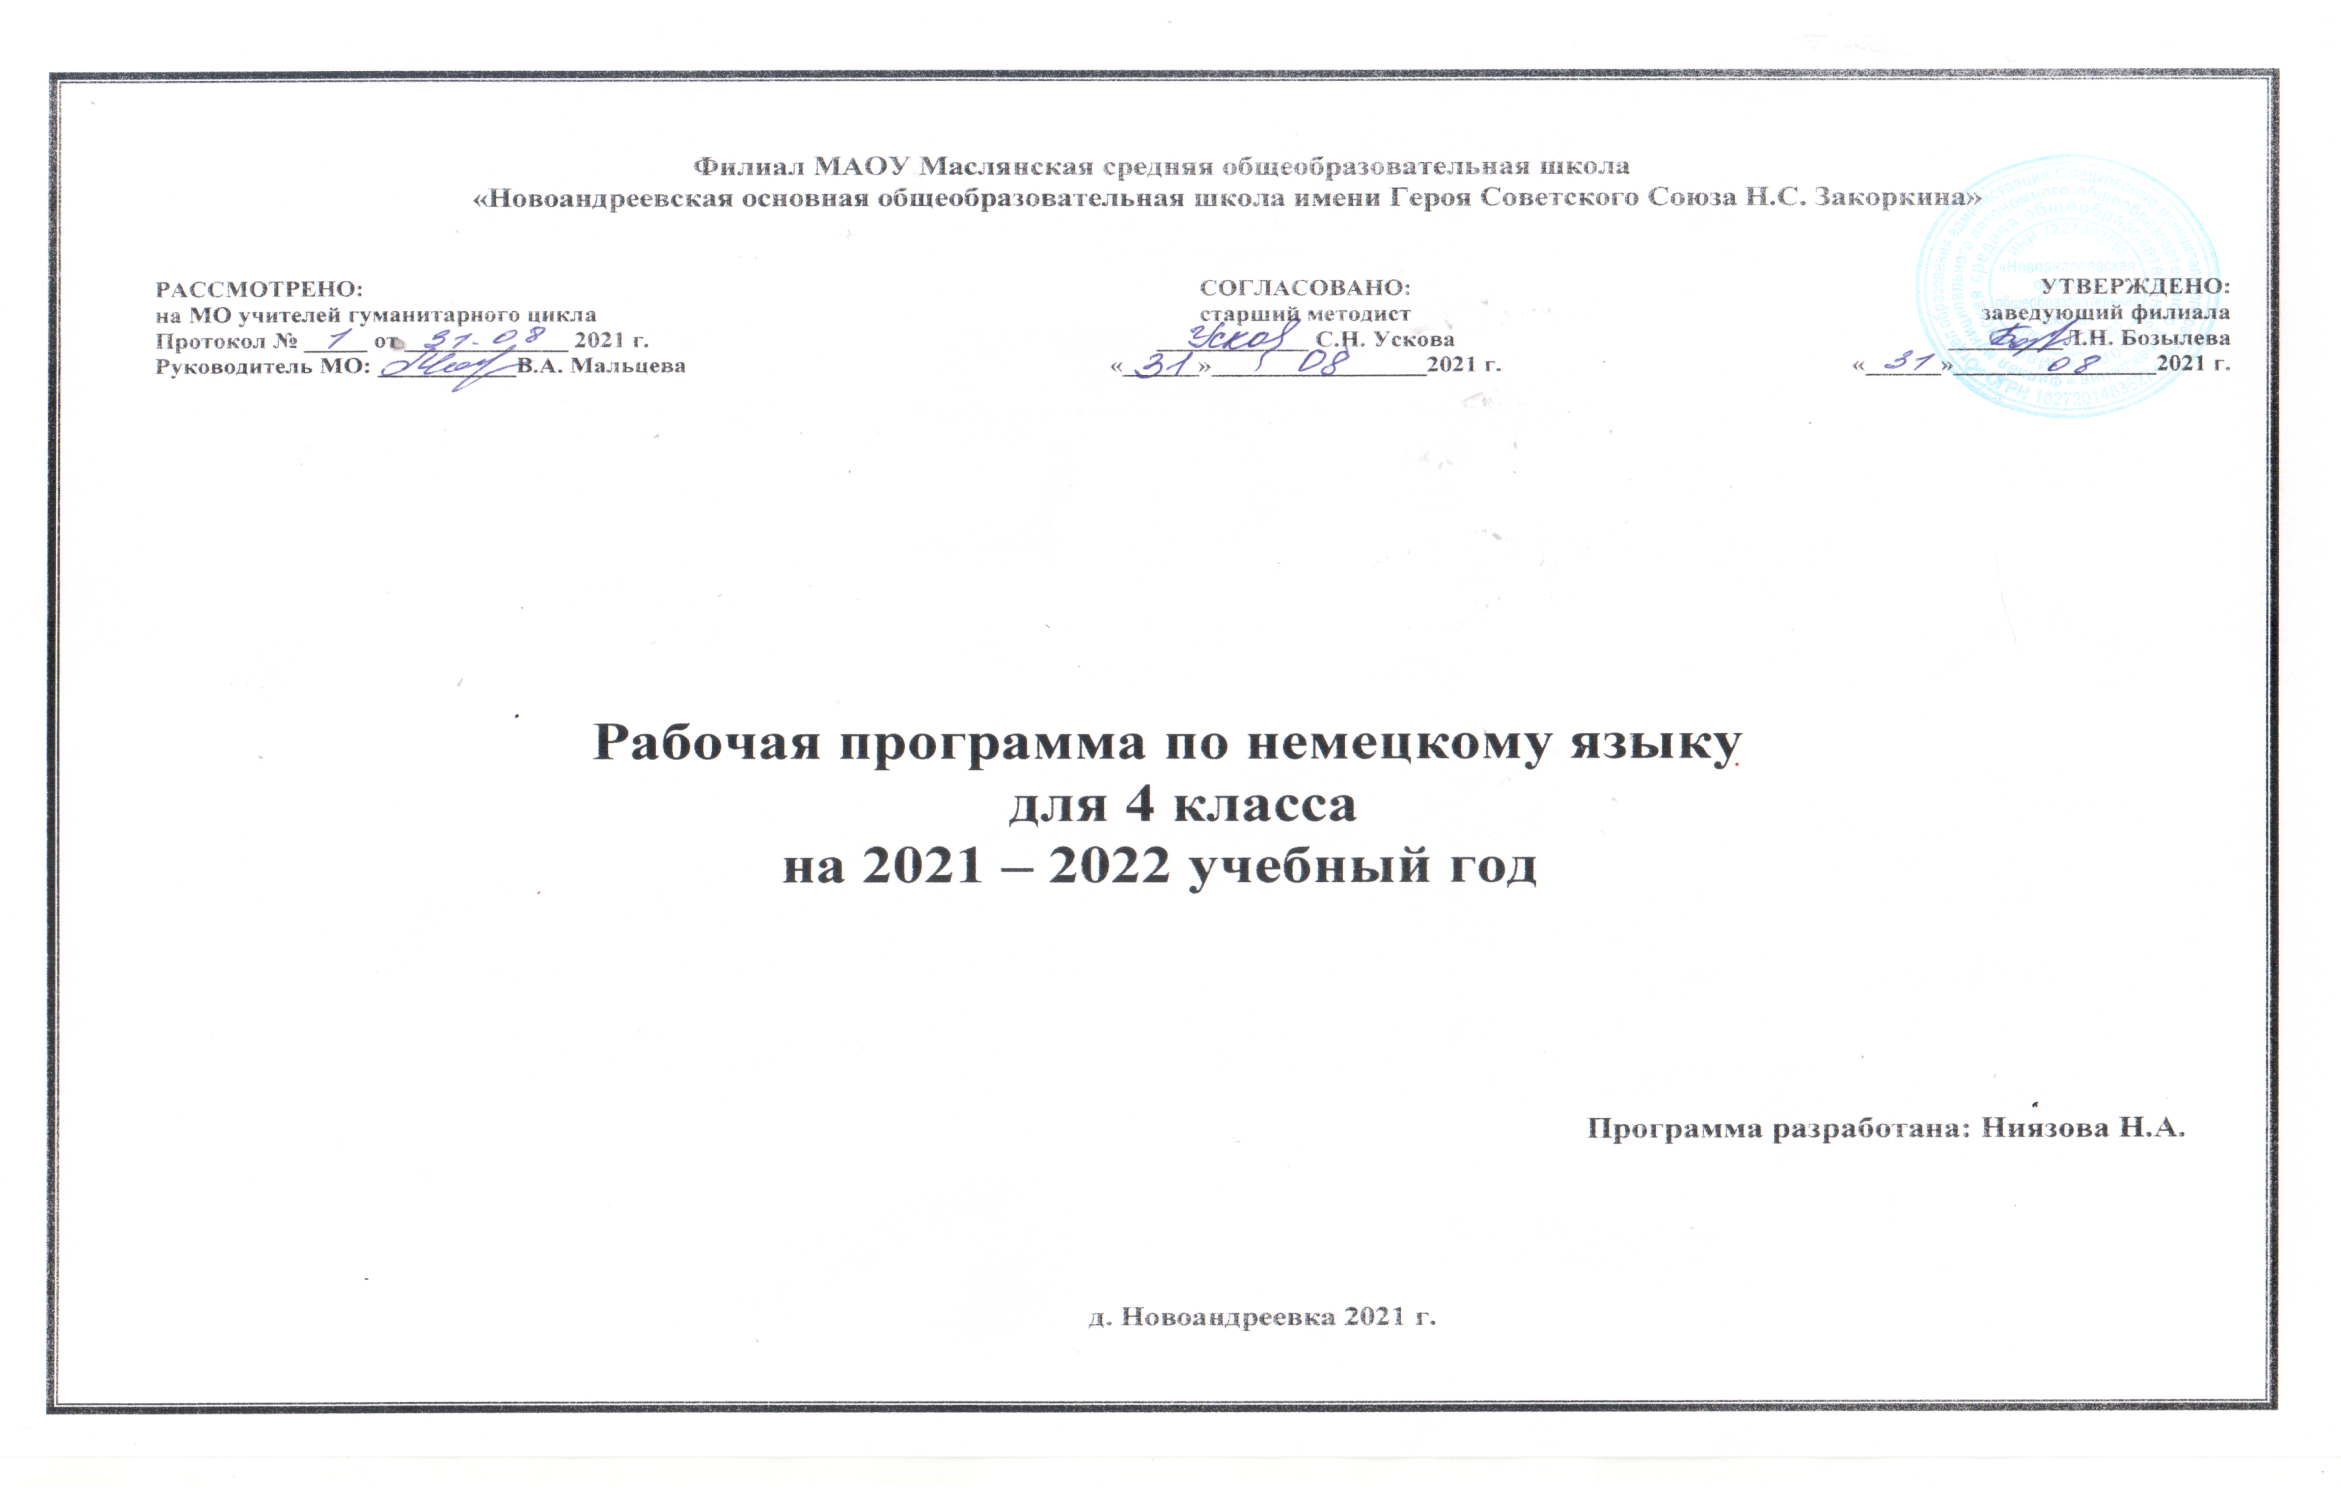 Филиал МАОУ Маслянская средняя общеобразовательная школа
«Новоандреевская основная общеобразовательная школа имени Героя Советского Союза Н.С. Закоркина»
РАССМОТРЕНО:
на МО учителей гуманитарного цикла
Протокол № 1 от 31.08 2021 г.
Руководитель МО: В.А. Мальцева
СОГЛАСОВАНО:
старший методист
Ускова С.Н. Ускова
«31» 08 2021 г.
УТВЕРЖДЕНО:
заведующий филиала
Л.Н. Бозылева
«31» 08 2021 г.
Рабочая программа по немецкому языку
для 4 класса
на 2021 – 2022 учебный год
Программа разработана: Ниязова Н.А.
д. Новоандреевка 2021 г.